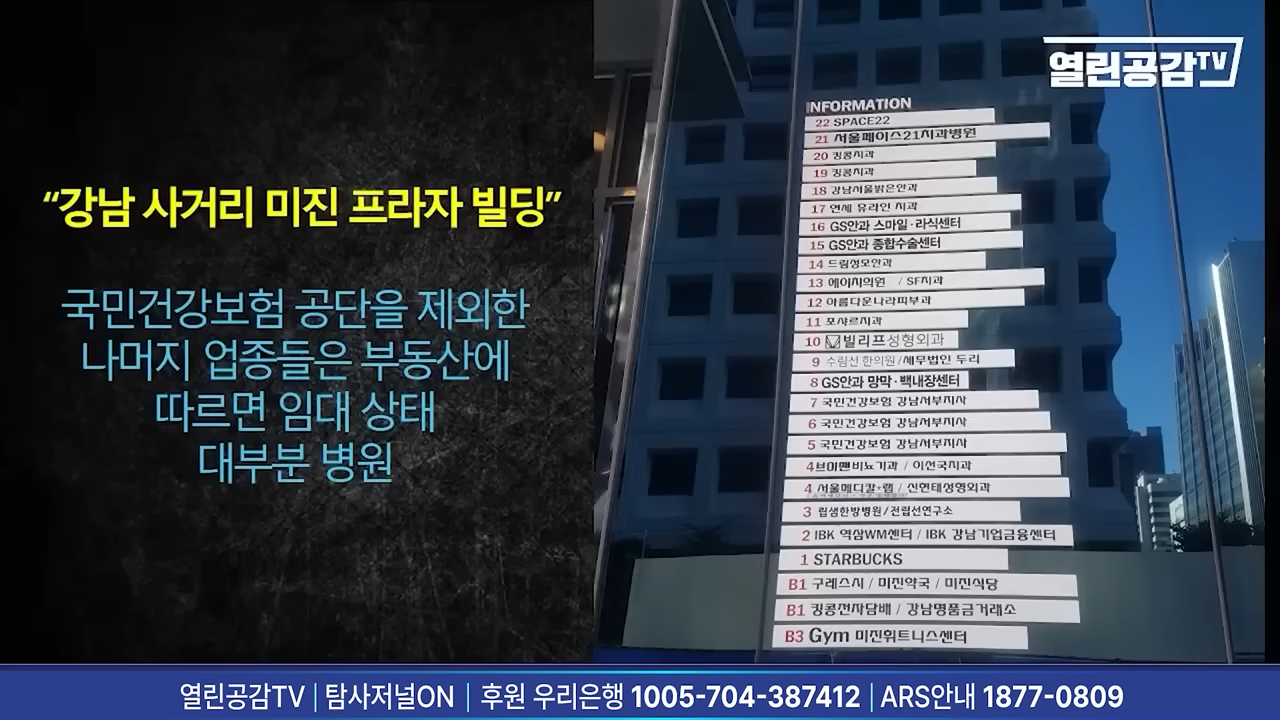 “강남 사거리 미진 프라자 빌딩”
국민건강보험 공단을 제외한
나머지 업종들은 부동산에
따르면 임대 상태
대부분 병원
열린공감TV
INFORMATION
22 SPACE22
21 서울페이스21치과병원
20 킹콩치과
19 킹콩치과
18 강남서울밝은안과
17 연세 유라인 치과
16 GS안과 스마일·라식센터
15 GS안과 종합수술센터
14 드림성모안과
13 에이치의원 / SF치과
12 아름다운나라피부과
11 포샤르치과
10 빌리프성형외과
9 수림선 한의원/세무법인 두리
8 GS안과 망막·백내장센터
7 국민건강보험 강남서부지사
6 국민건강보험 강남서부지사
5 국민건강보험 강남서부지사
4 브이맨비뇨기과 / 이선국치과
4 서울메디칼·랩 / 신현태성형외과
3 립샘한방병원/전립선연구소
2 IBK 역삼WM센터 / IBK 강남기업금융센터
1 STARBUCKS
B1 구레스시 / 미진약국 / 미진식당
B1 킹콩전자담배 / 강남명품금거래소
B3 Gym 미진휘트니스센터
열린공감TV | 탐사저널ON | 후원 우리은행 1005-704-387412 | ARS안내 1877-0809